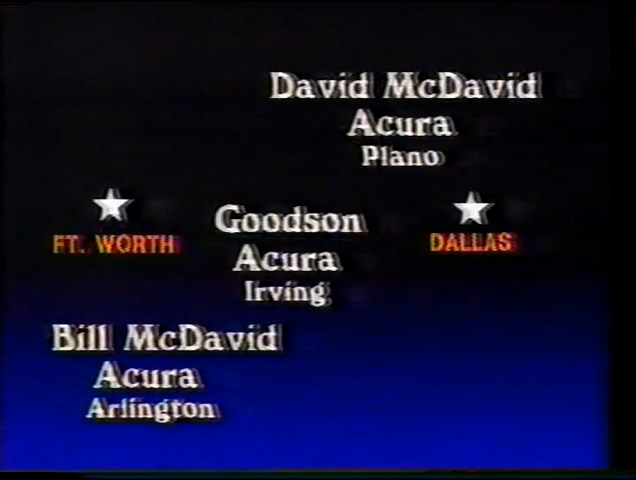 David McDavid
Acura
Plano
FT. WORTH
Goodson
Acura
Irving
DALLAS
Bill McDavid
Acura
Arlington